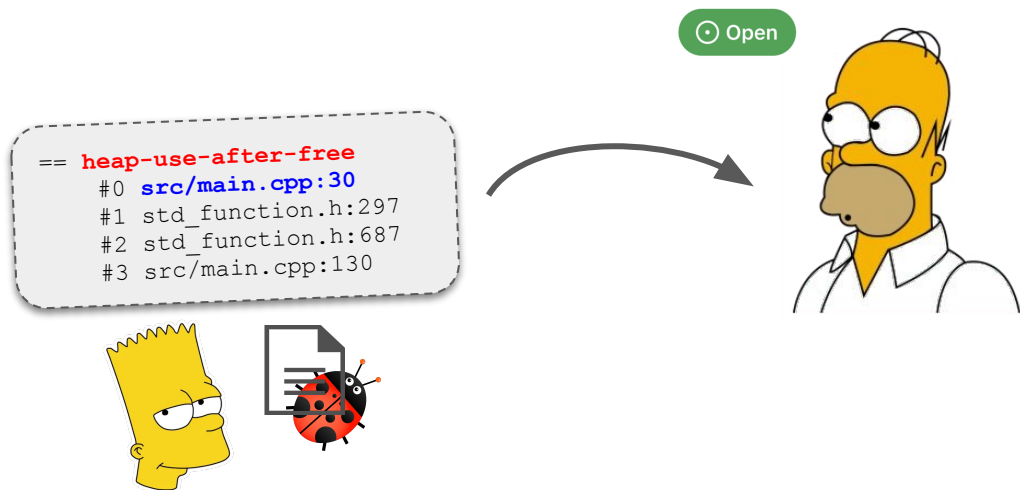 Open
== heap-use-after-free
#0 src/main.cpp:30
#1 std_function.h:297
#2 std_function.h:687
#3 src/main.cpp:130